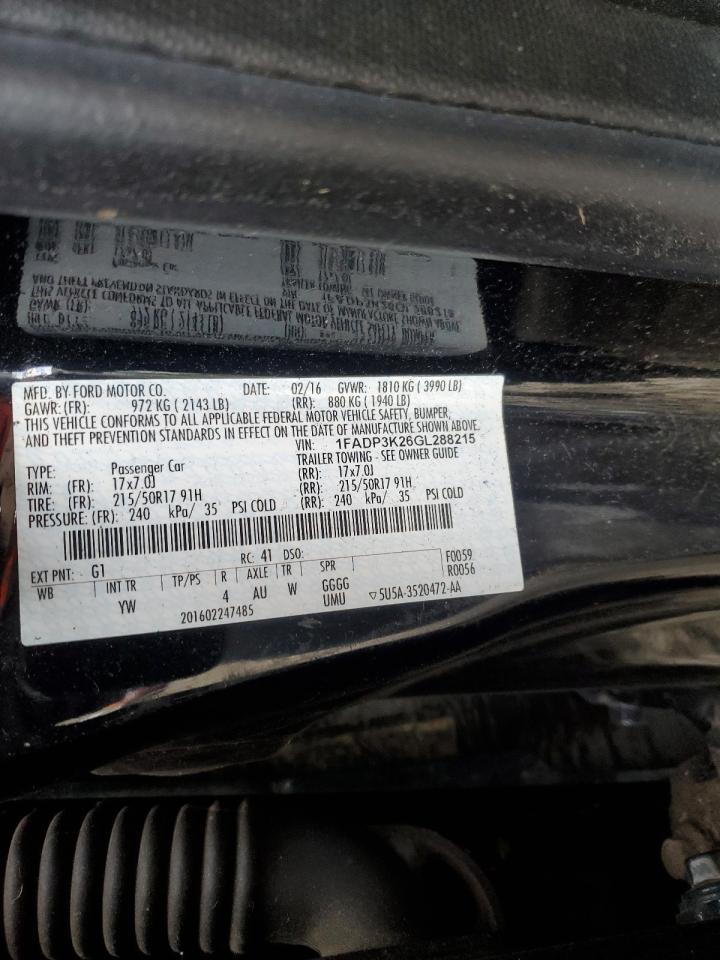 MFD. BY FORD MOTOR CO. DATE: 02/16 GVWR: 1810 KG ( 3990 LB)
GAWR: (FR): 972 KG ( 2143 LB) (RR): 880 KG ( 1940 LB)
THIS VEHICLE CONFORMS TO ALL APPLICABLE FEDERAL MOTOR VEHICLE SAFETY, BUMPER,
AND THEFT PREVENTION STANDARDS IN EFFECT ON THE DATE OF MANUFACTURE SHOWN ABOVE.
VIN: 1FADP3K26GL288215
TYPE: Passenger Car TRAILER TOWING - SEE OWNER GUIDE
RIM: (FR): 17x7.0J (RR): 17x7.0J
TIRE: (FR): 215/50R17 91H (RR): 215/50R17 91H
PRESSURE: (FR): 240 kPa/ 35 PSI COLD (RR): 240 kPa/ 35 PSI COLD
EXT PNT: G1 RC: 41 DSO: F0059
WB INT TR TP/PS R AXLE TR SPR R0056
YW 4 AU W GGGG
201602247485 UMU ▽5U5A-3520472-AA